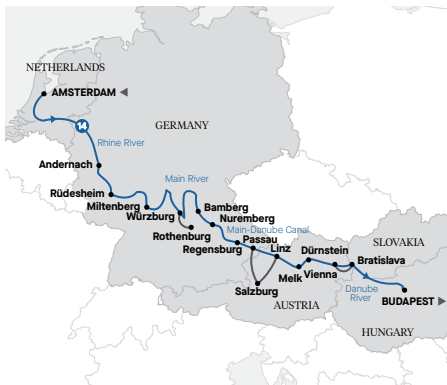 NETHERLANDS
AMSTERDAM
14
GERMANY
Rhine River
Andernach
Main River
Rüdesheim
Miltenberg
Bamberg
Würzburg
Nuremberg
Main-Danube Canal
Rothenburg
Passau
Regensburg
Linz
Dürnstein
SLOVAKIA
Bratislava
Melk
Vienna
Salzburg
Danube
River
AUSTRIA
BUDAPEST
HUNGARY